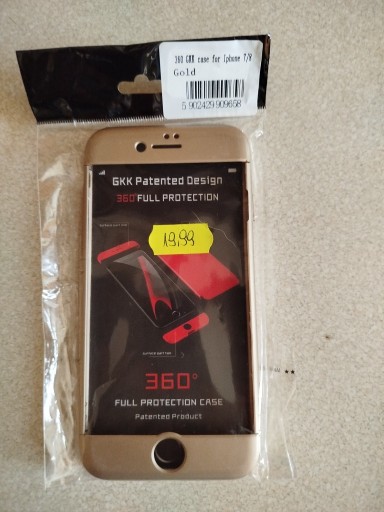 360 GKK case for Iphone 7/8
Gold
5 902429 909658
GKK Patented Design
360°FULL PROTECTION
19,99
360°
FULL PROTECTION CASE
Patented Product